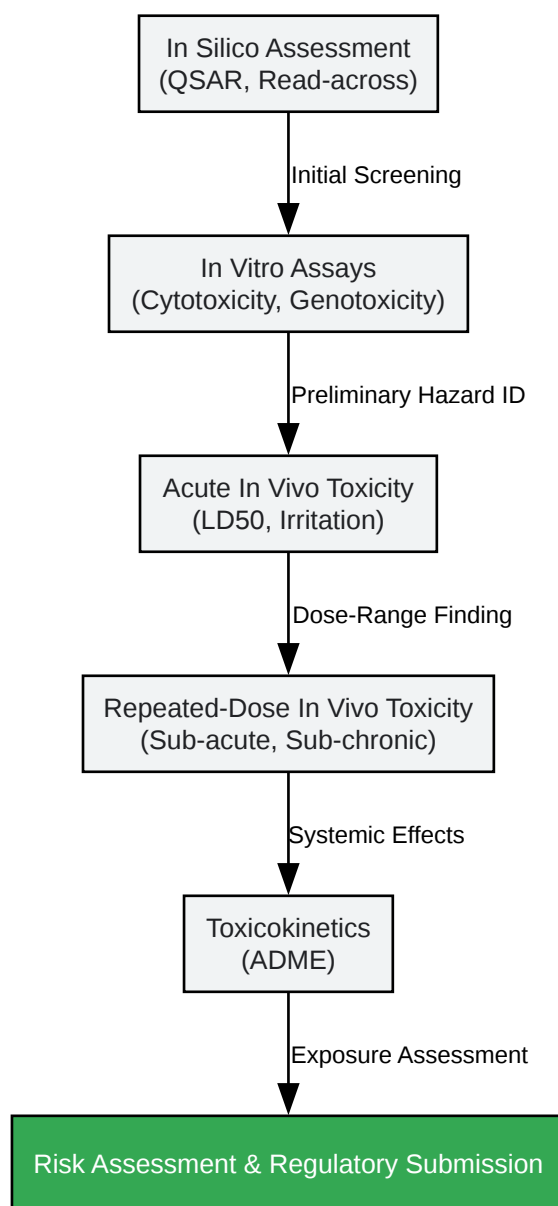 In Silico Assessment
(QSAR, Read-across)
Initial Screening
In Vitro Assays
(Cytotoxicity, Genotoxicity)
Preliminary Hazard ID
Acute In Vivo Toxicity
(LD50, Irritation)
Dose-Range Finding
Repeated-Dose In Vivo Toxicity
(Sub-acute, Sub-chronic)
Systemic Effects
Toxicokinetics
(ADME)
Exposure Assessment
Risk Assessment & Regulatory Submission